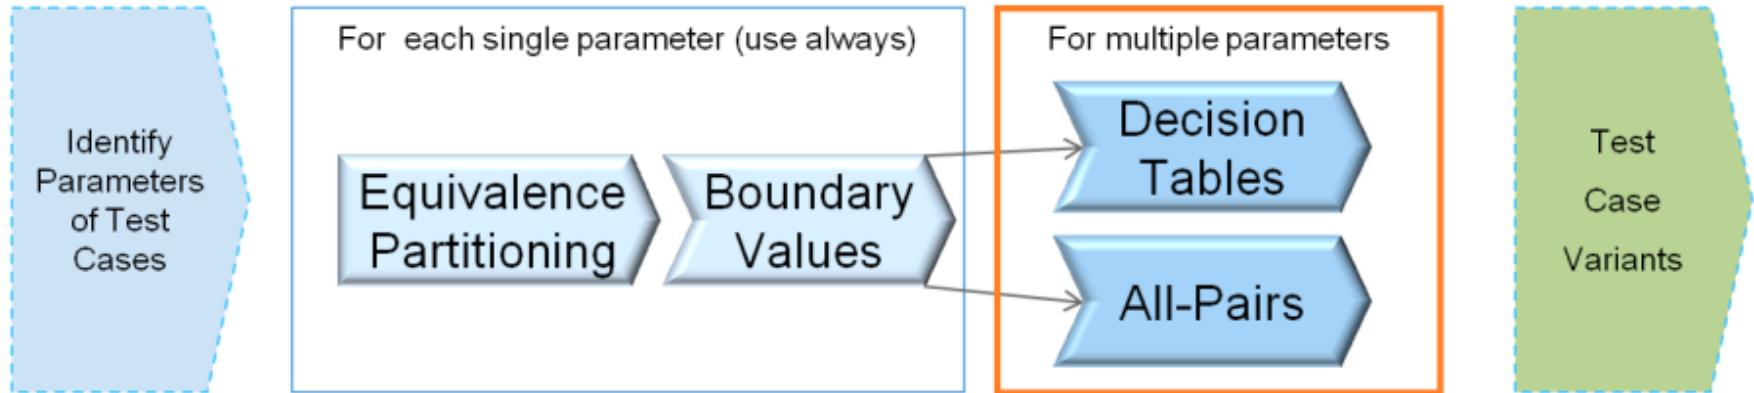 Identify
Parameters
of Test
Cases
For each single parameter (use always)
Equivalence
Partitioning
Boundary
Values
For multiple parameters
Decision
Tables
All-Pairs
Test
Case
Variants